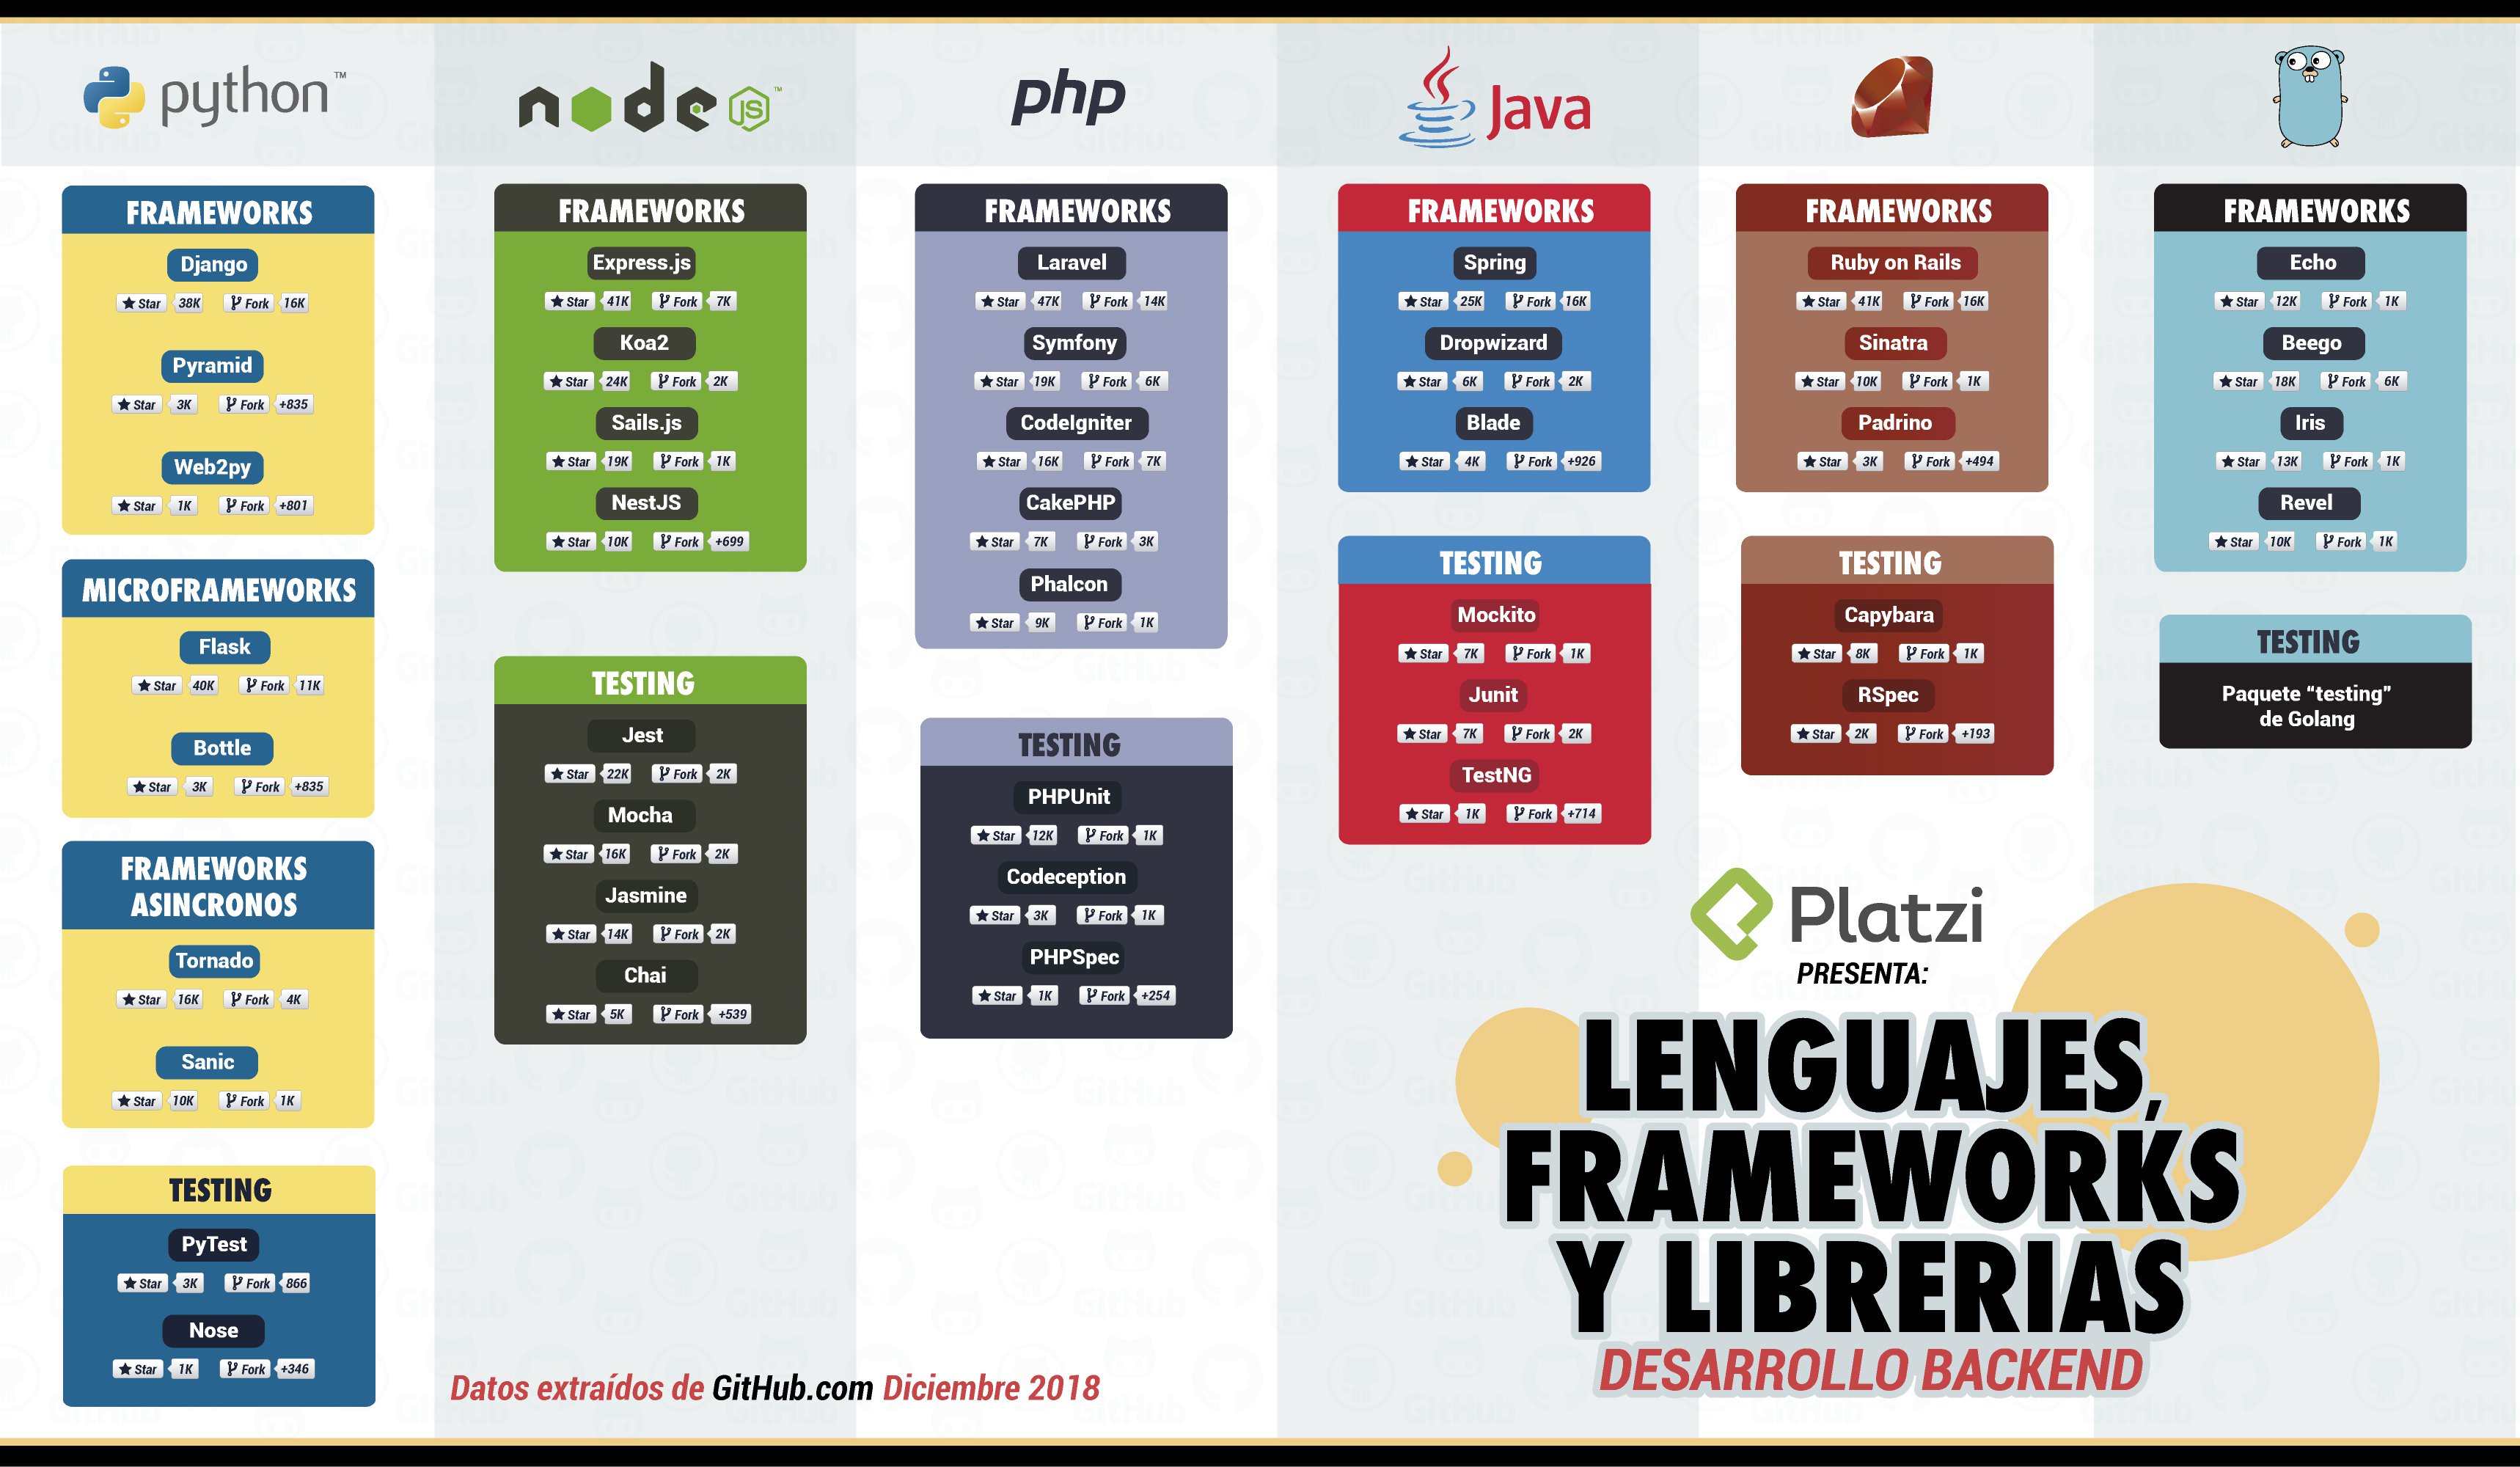 python™
node JS™
php
Java
FRAMEWORKS
Django
Star 38K Fork 16K
Pyramid
Star 3K Fork +835
Web2py
Star 1K Fork +801
MICROFRAMEWORKS
Flask
Star 40K Fork 11K
Bottle
Star 3K Fork +835
FRAMEWORKS
ASINCRONOS
Tornado
Star 16K Fork 4K
Sanic
Star 10K Fork 1K
TESTING
PyTest
Star 3K Fork 866
Nose
Star 1K Fork +346
FRAMEWORKS
Express.js
Star 41K Fork 7K
Koa2
Star 24K Fork 2K
Sails.js
Star 19K Fork 1K
NestJS
Star 10K Fork +699
TESTING
Jest
Star 22K Fork 2K
Mocha
Star 16K Fork 2K
Jasmine
Star 14K Fork 2K
Chai
Star 5K Fork +539
FRAMEWORKS
Laravel
Star 47K Fork 14K
Symfony
Star 19K Fork 6K
CodeIgniter
Star 16K Fork 7K
CakePHP
Star 7K Fork 3K
Phalcon
Star 9K Fork 1K
TESTING
PHPUnit
Star 12K Fork 1K
Codeception
Star 3K Fork 1K
PHPSpec
Star 1K Fork +254
FRAMEWORKS
Spring
Star 25K Fork 16K
Dropwizard
Star 6K Fork 2K
Blade
Star 4K Fork +926
TESTING
Mockito
Star 7K Fork 1K
Junit
Star 7K Fork 2K
TestNG
Star 1K Fork +714
FRAMEWORKS
Ruby on Rails
Star 41K Fork 16K
Sinatra
Star 10K Fork 1K
Padrino
Star 3K Fork +494
TESTING
Capybara
Star 8K Fork 1K
RSpec
Star 2K Fork +193
FRAMEWORKS
Echo
Star 12K Fork 1K
Beego
Star 18K Fork 6K
Iris
Star 13K Fork 1K
Revel
Star 10K Fork 1K
TESTING
Paquete “testing”
de Golang
Platzi
PRESENTA:
LENGUAJES,
FRAMEWORKS
Y LIBRERIAS
DESARROLLO BACKEND
Datos extraídos de GitHub.com Diciembre 2018